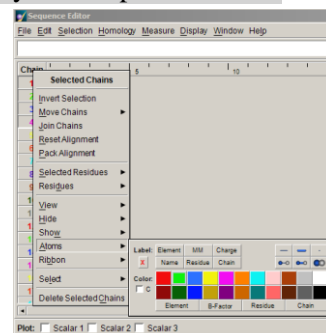 Sequence Editor
File Edit Selection Homology Measure Display Window Help
Chain
5 10
Selected Chains
Invert Selection
Move Chains
Join Chains
Reset Alignment
Pack Alignment
Selected Residues
Residues
View
Hide
Show
Atoms
Ribbon
Select
Delete Selected Chains
Label: Element MM Charge
X Name Residue Chain
Color:
C
Element B-Factor Residue Chain
Plot: Scalar 1 Scalar 2 Scalar 3